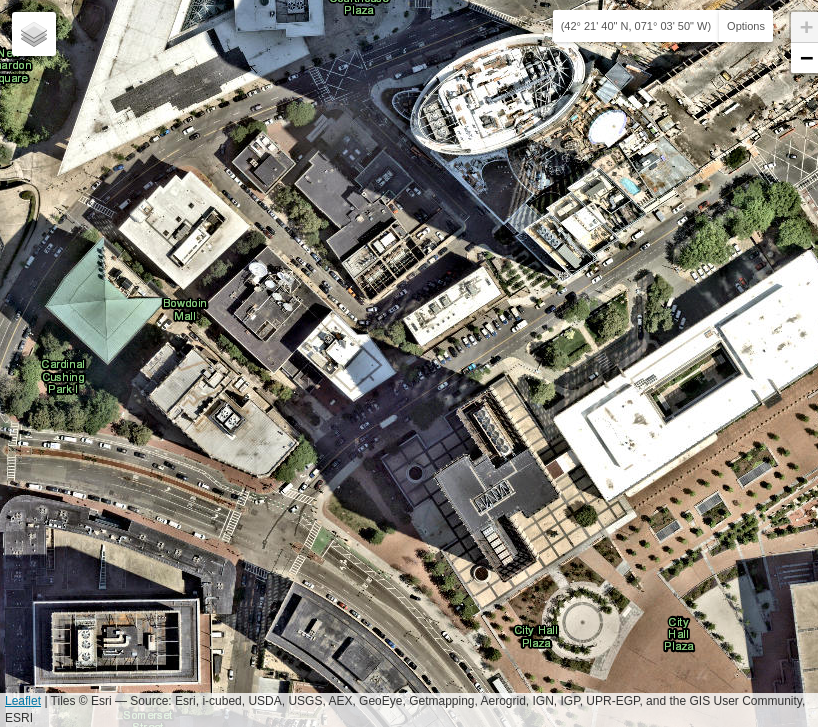 Plaza
(42° 21' 40" N, 071° 03' 50" W)
Options
+
−
Bowdoin
Mall
Cardinal
Cushing
Park I
City Hall
Plaza
City
Hall
Plaza
Leaflet | Tiles © Esri — Source: Esri, i-cubed, USDA, USGS, AEX, GeoEye, Getmapping, Aerogrid, IGN, IGP, UPR-EGP, and the GIS User Community,
ESRI
Somerset
Street